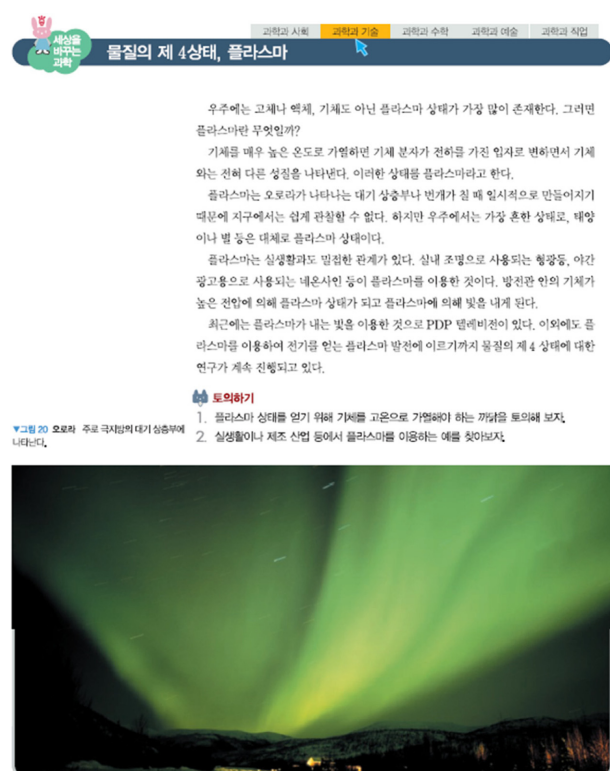 과학과 사회 과학과 기술 과학과 수학 과학과 예술 과학과 직업
세상을
바꾸는
과학
물질의 제 4상태, 플라스마
우주에는 고체나 액체, 기체도 아닌 플라스마 상태가 가장 많이 존재한다. 그러면
플라스마란 무엇일까?
기체를 매우 높은 온도로 가열하면 기체 분자가 전하를 가진 입자로 변하면서 기체
와는 전혀 다른 성질을 나타낸다. 이러한 상태를 플라스마라고 한다.
플라스마는 오로라가 나타나는 대기 상층부나 번개가 칠 때 일시적으로 만들어지기
때문에 지구에서는 쉽게 관찰할 수 없다. 하지만 우주에서는 가장 흔한 상태로, 태양
이나 별 등은 대체로 플라스마 상태이다.
플라스마는 실생활과도 밀접한 관계가 있다. 실내 조명으로 사용되는 형광등, 야간
광고용으로 사용되는 네온사인 등이 플라스마를 이용한 것이다. 방전관 안의 기체가
높은 전압에 의해 플라스마 상태가 되고 플라스마에 의해 빛을 내게 된다.
최근에는 플라스마가 내는 빛을 이용한 것으로 PDP 텔레비전이 있다. 이외에도 플
라스마를 이용하여 전기를 얻는 플라스마 발전에 이르기까지 물질의 제 4 상태에 대한
연구가 계속 진행되고 있다.
토의하기
1. 플라스마 상태를 얻기 위해 기체를 고온으로 가열해야 하는 까닭을 토의해 보자.
2. 실생활이나 제조 산업 등에서 플라스마를 이용하는 예를 찾아보자.
▼그림 20 오로라 주로 극지방의 대기 상층부에
나타난다.